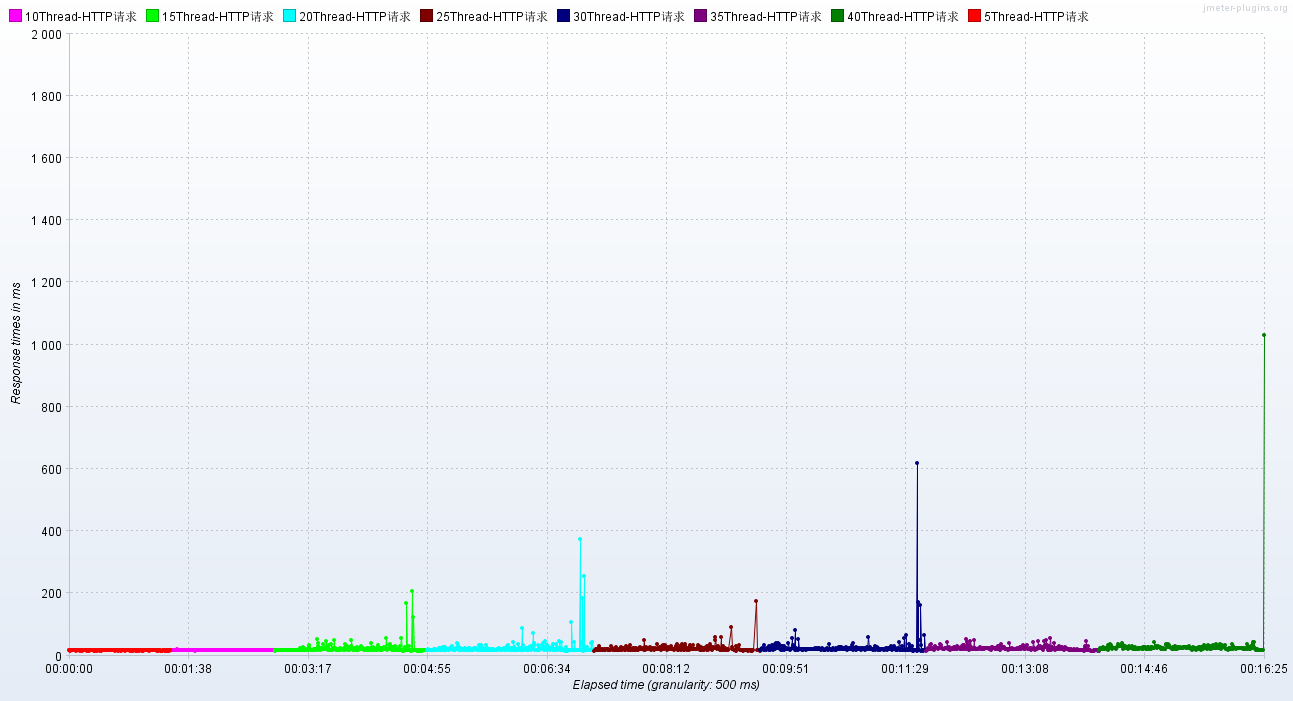 jmeter-plugins.org
10Thread-HTTP请求 15Thread-HTTP请求 20Thread-HTTP请求 25Thread-HTTP请求 30Thread-HTTP请求 35Thread-HTTP请求 40Thread-HTTP请求 5Thread-HTTP请求
2 000
1 800
1 600
1 400
1 200
1 000
800
600
400
200
0
Response times in ms
00:00:00 00:01:38 00:03:17 00:04:55 00:06:34 00:08:12 00:09:51 00:11:29 00:13:08 00:14:46 00:16:25
Elapsed time (granularity: 500 ms)